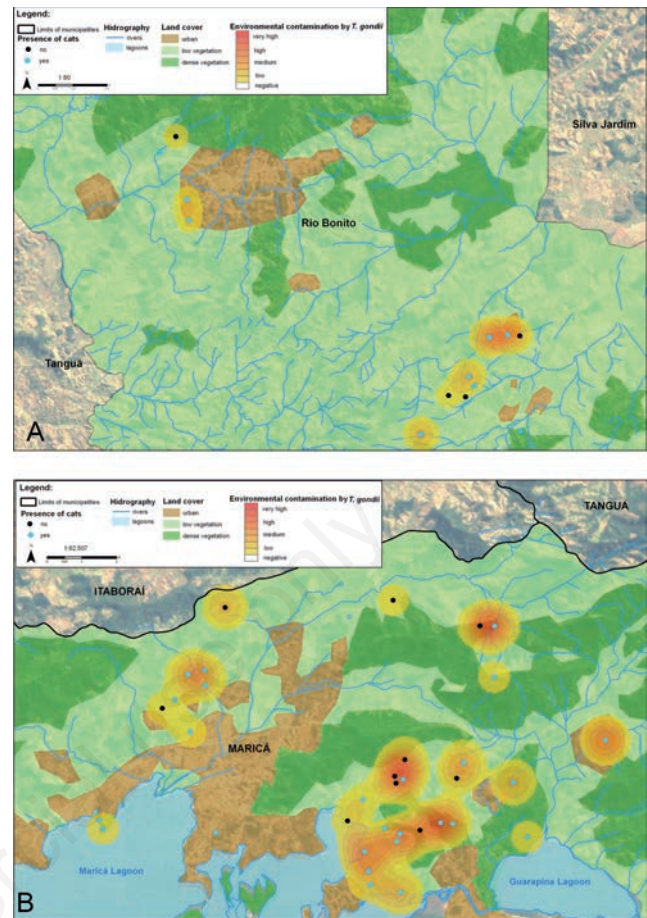 Legend:
Limits of municipalities
Presence of cats
no
yes
Hidrography
rivers
lagoons
Land cover
urban
low vegetation
dense vegetation
Environmental contamination by T. gondii
very high
high
medium
low
negative
N
Silva Jardim
Rio Bonito
Tanguá
A
Legend:
Limits of municipalities
Presence of cats
no
yes
Hidrography
rivers
lagoons
Land cover
urban
low vegetation
dense vegetation
Environmental contamination by T. gondii
very high
high
medium
low
negative
N
1:82.507
TANGUÁ
ITABORAÍ
MARICÁ
Maricá Lagoon
Guarapina Lagoon
B